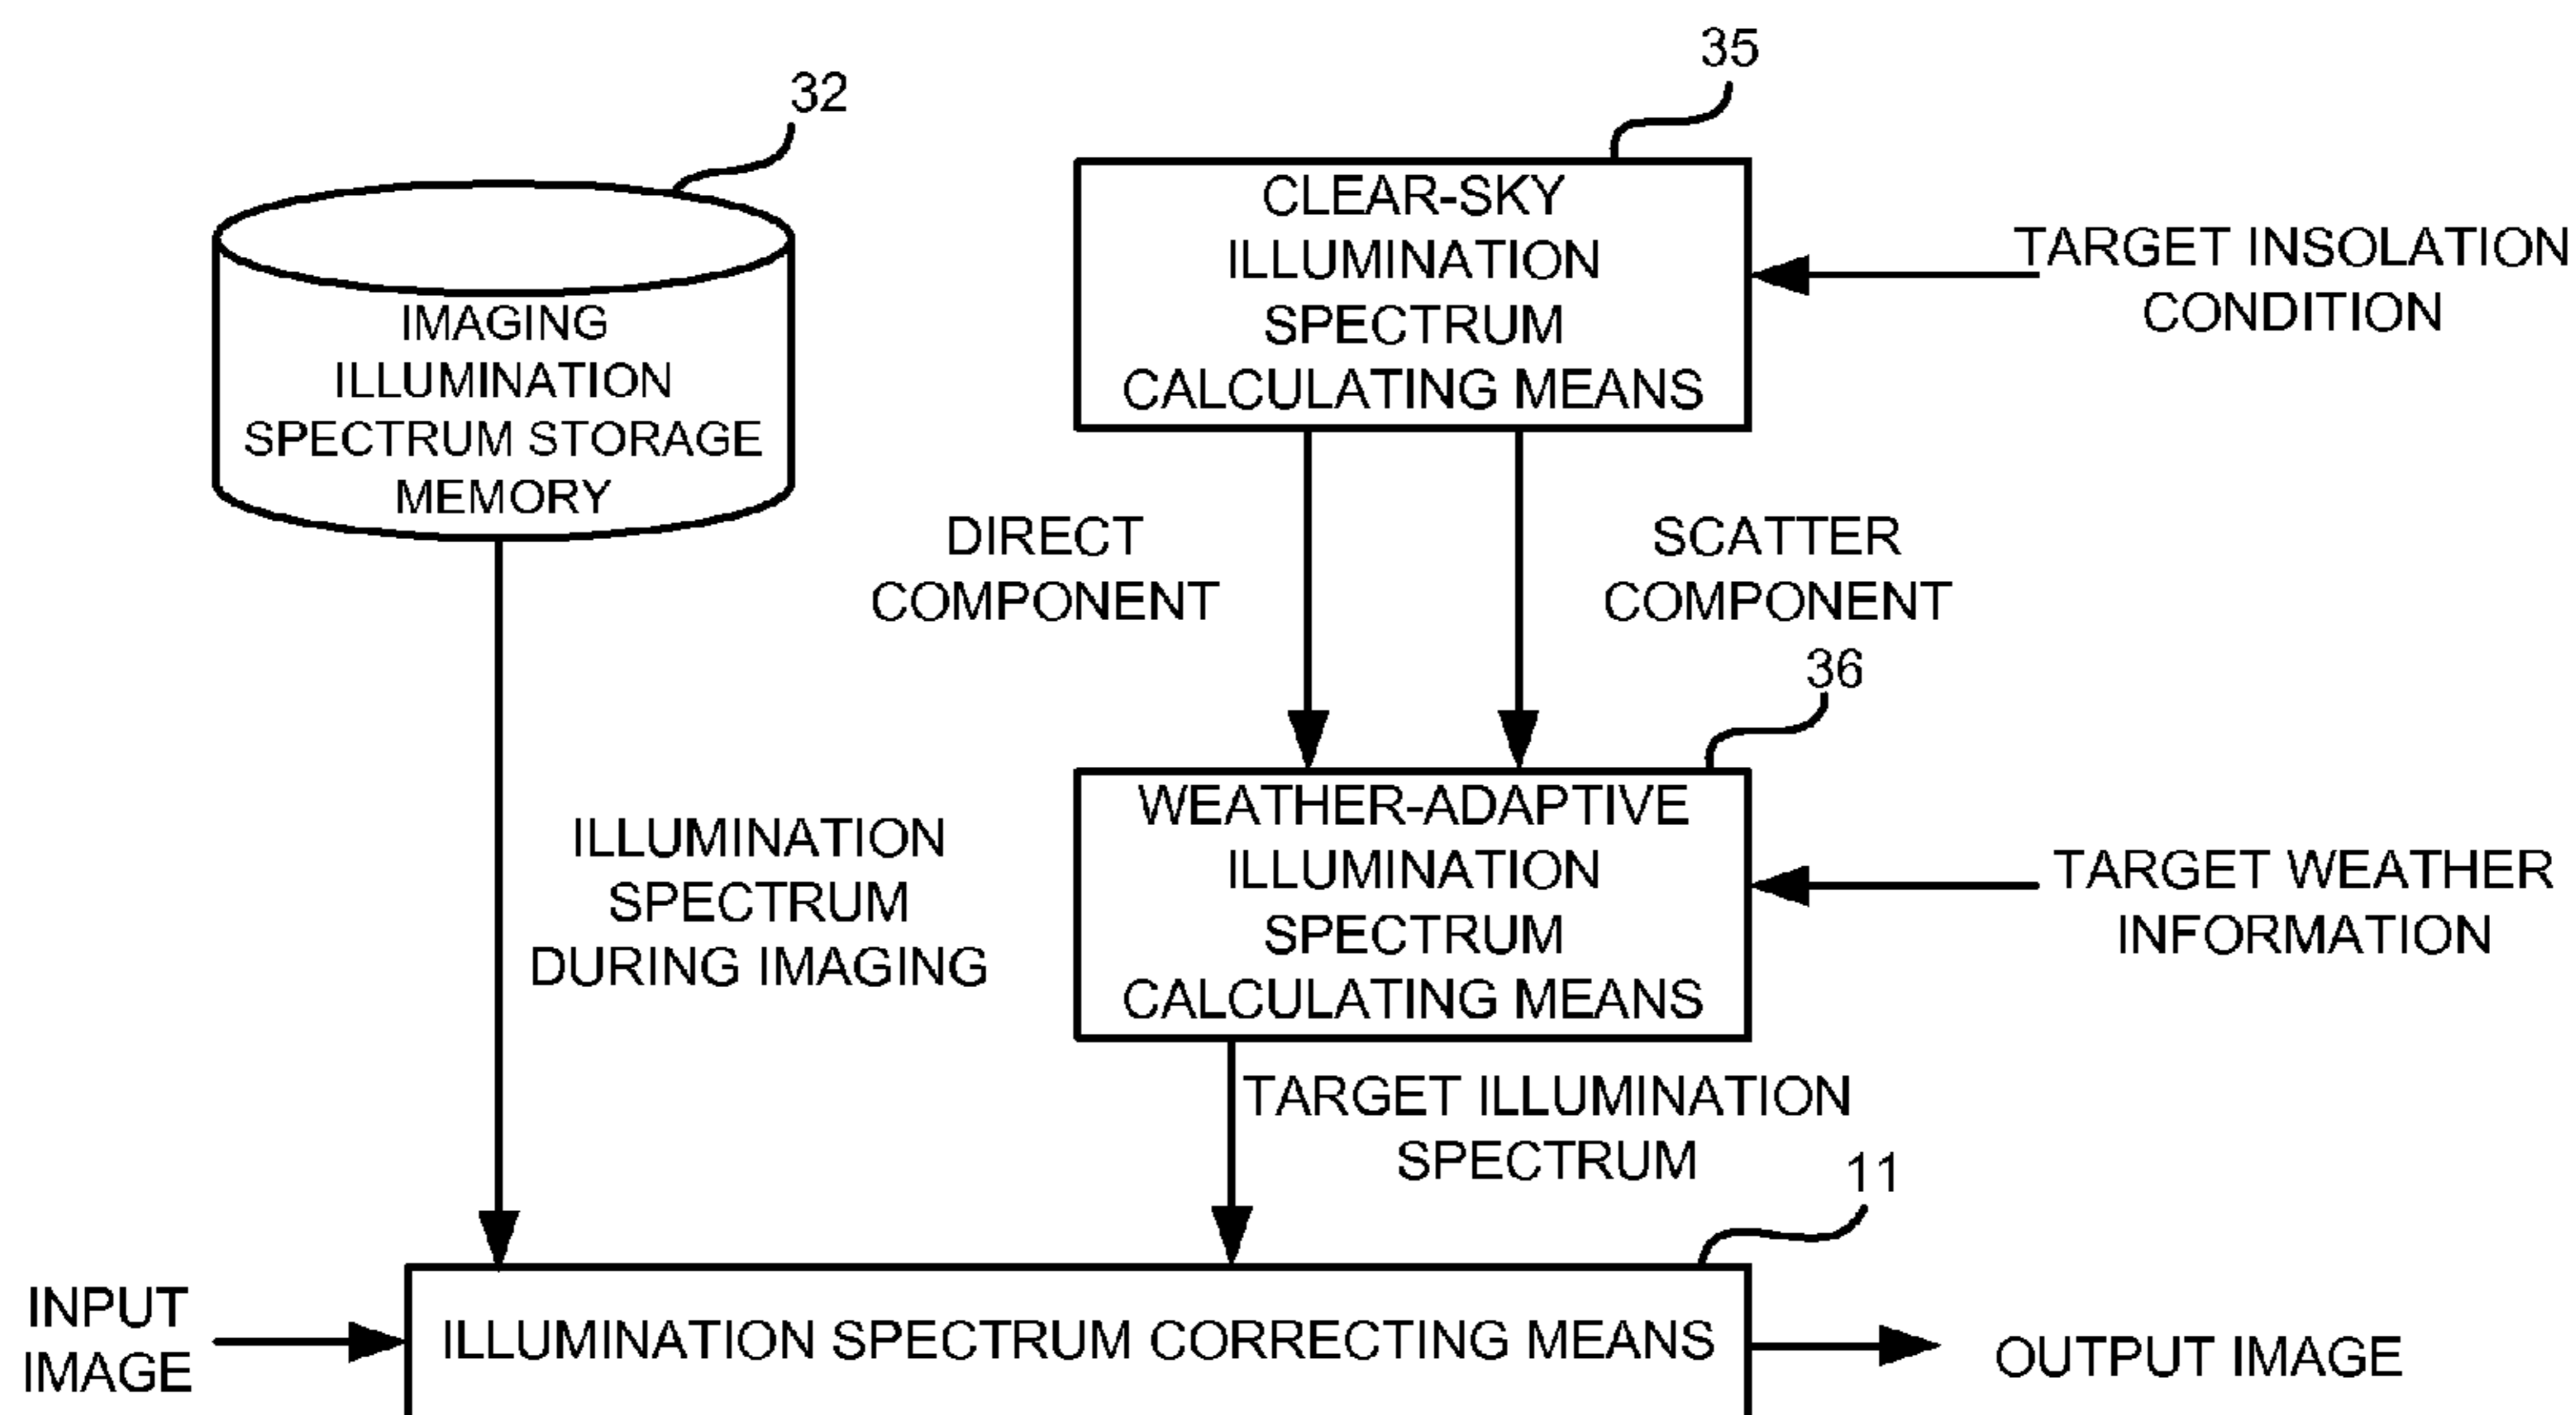 35
32
CLEAR-SKY
ILLUMINATION
SPECTRUM
CALCULATING MEANS
TARGET INSOLATION
CONDITION
IMAGING
ILLUMINATION
SPECTRUM STORAGE
MEMORY
DIRECT
COMPONENT
SCATTER
COMPONENT
36
WEATHER-ADAPTIVE
ILLUMINATION
SPECTRUM
CALCULATING MEANS
TARGET WEATHER
INFORMATION
ILLUMINATION
SPECTRUM
DURING IMAGING
TARGET ILLUMINATION
SPECTRUM
11
INPUT
IMAGE
ILLUMINATION SPECTRUM CORRECTING MEANS
OUTPUT IMAGE